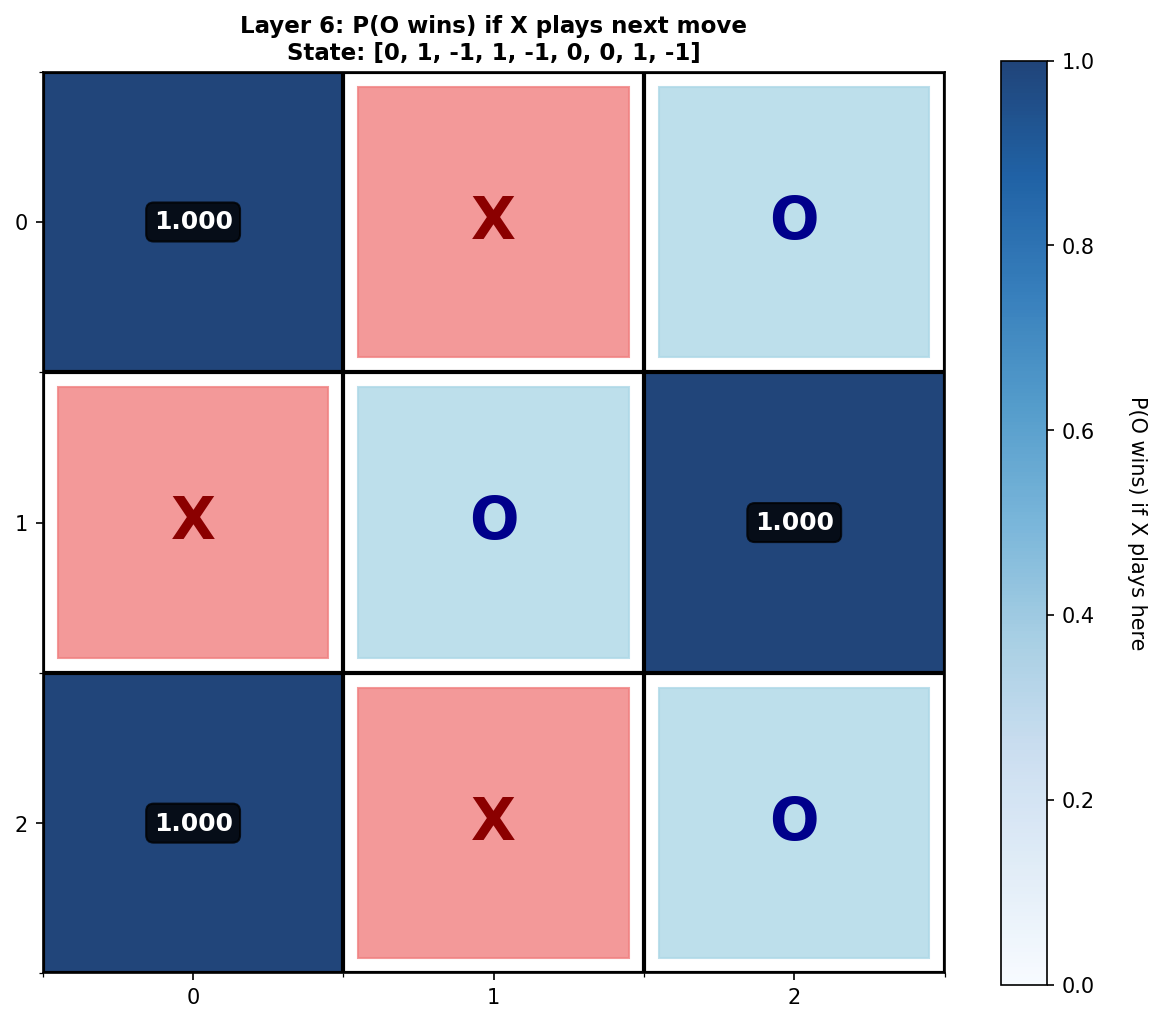 Layer 6: P(O wins) if X plays next move
State: [0, 1, -1, 1, -1, 0, 0, 1, -1]
0
1.000
X
O
1
X
O
1.000
2
1.000
X
O
0
1
2
1.0
0.8
0.6
0.4
0.2
0.0
P(O wins) if X plays here